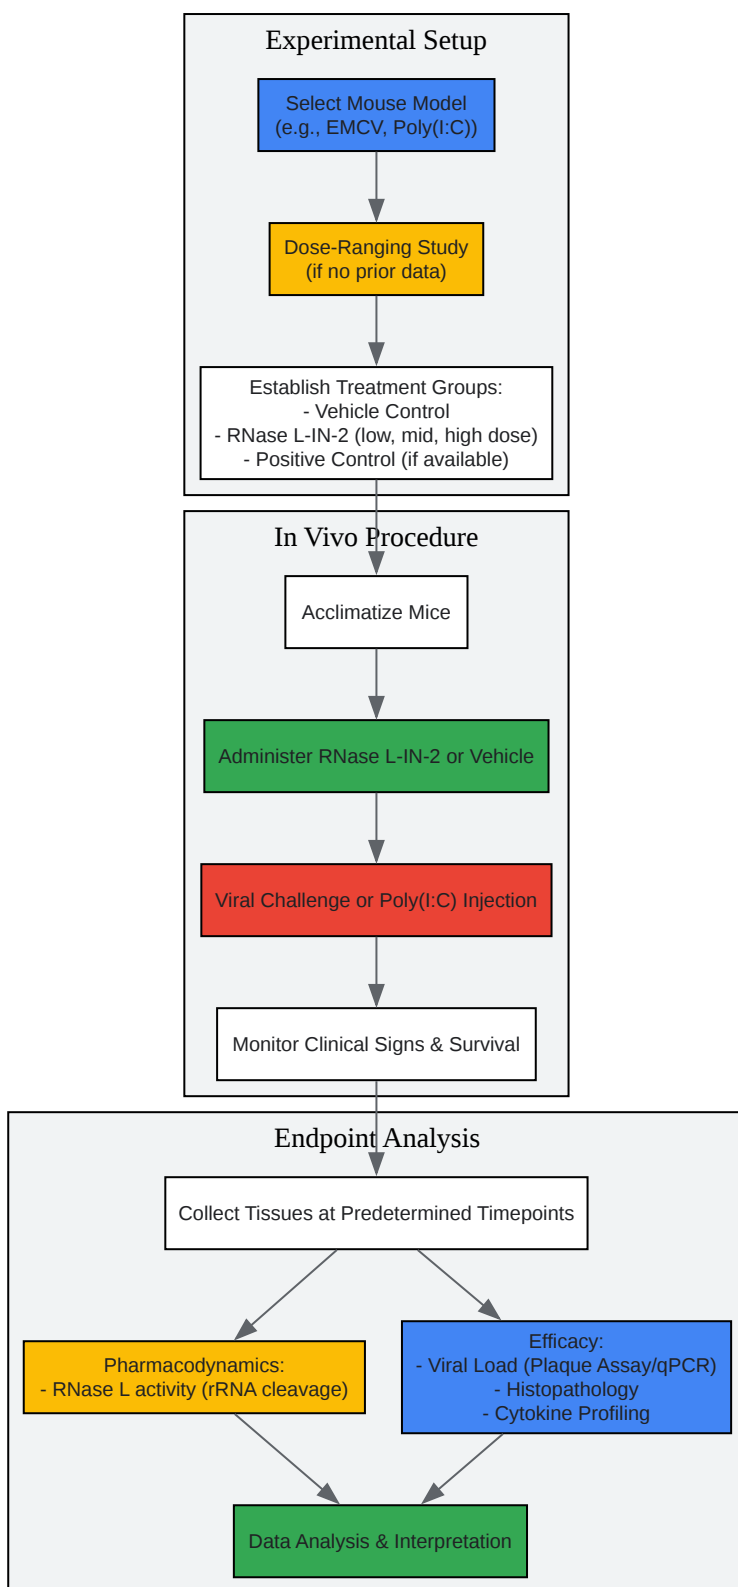 Experimental Setup
Select Mouse Model
(e.g., EMCV, Poly(I:C))
Dose-Ranging Study
(if no prior data)
Establish Treatment Groups:
- Vehicle Control
- RNase L-IN-2 (low, mid, high dose)
- Positive Control (if available)
In Vivo Procedure
Acclimatize Mice
Administer RNase L-IN-2 or Vehicle
Viral Challenge or Poly(I:C) Injection
Monitor Clinical Signs & Survival
Endpoint Analysis
Collect Tissues at Predetermined Timepoints
Pharmacodynamics:
- RNase L activity (rRNA cleavage)
Efficacy:
- Viral Load (Plaque Assay/qPCR)
- Histopathology
- Cytokine Profiling
Data Analysis & Interpretation